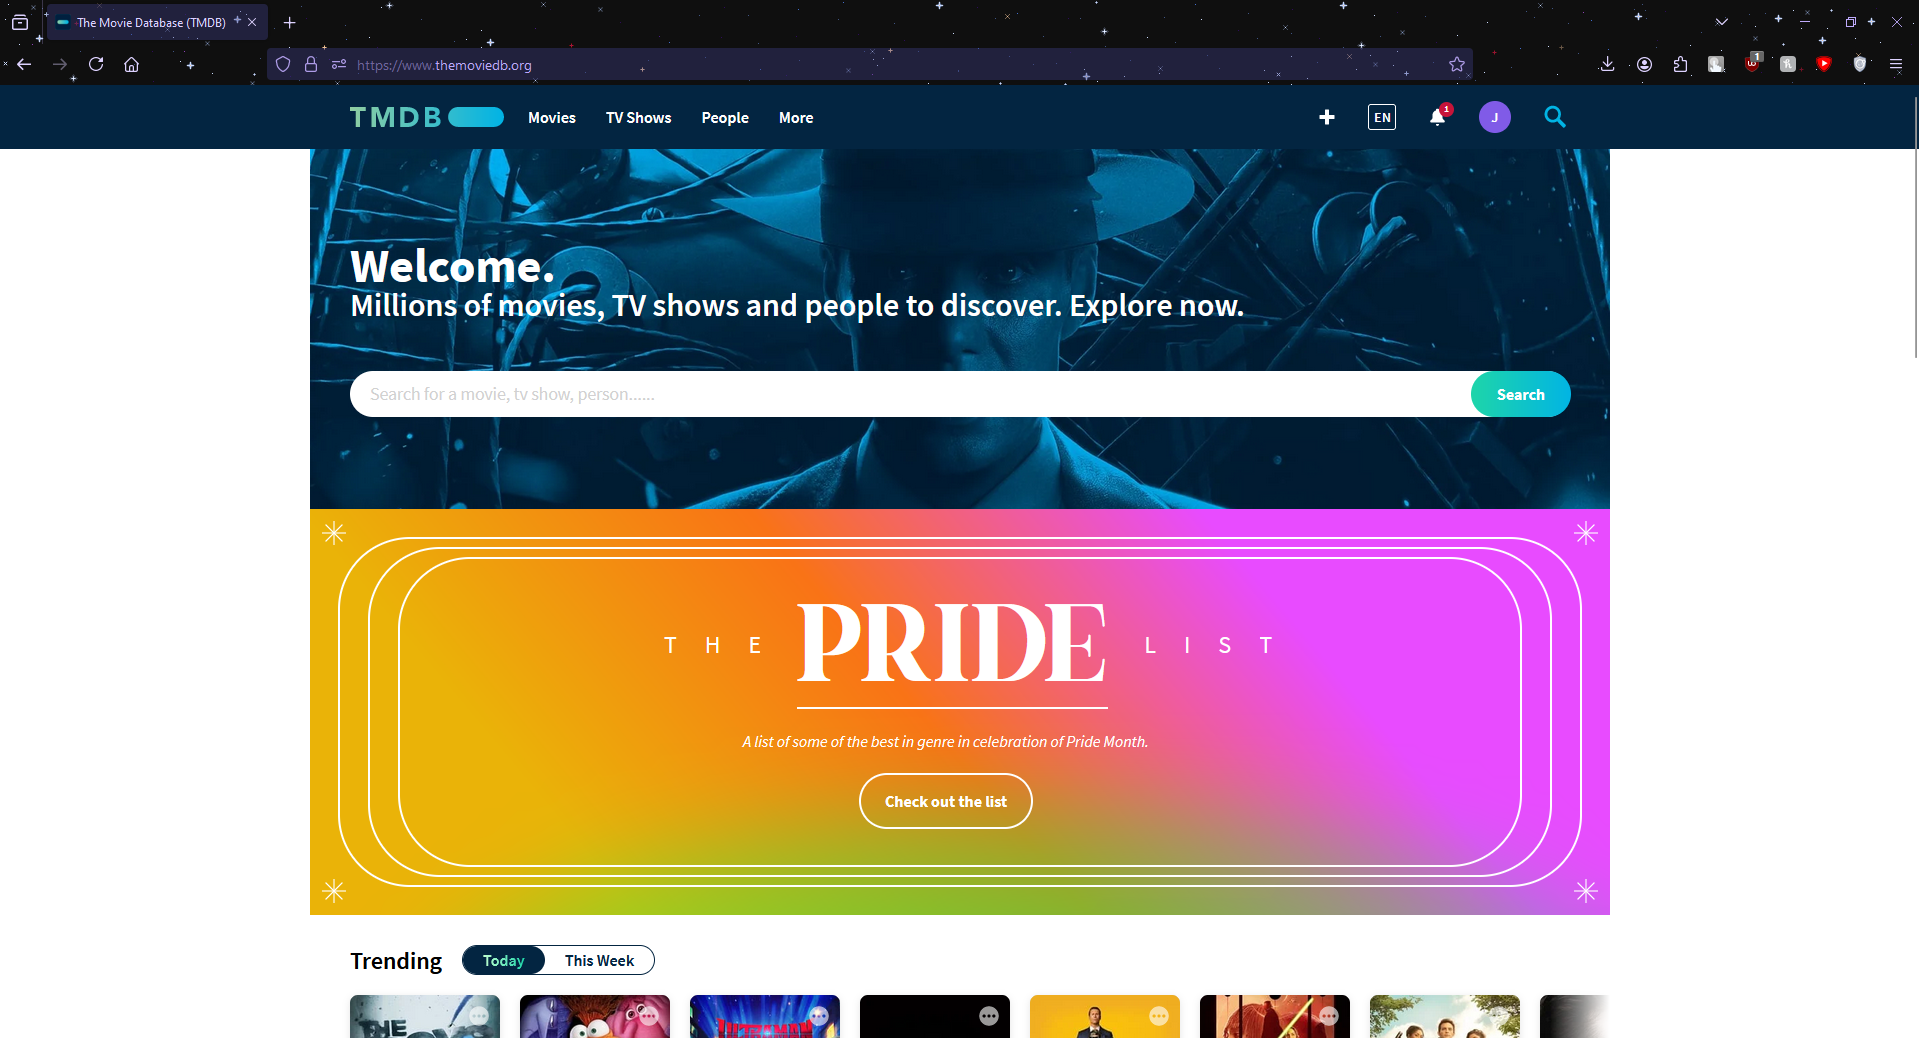 The Movie Database (TMDB)
https://www.themoviedb.org
1
TMDB
Movies
TV Shows
People
More
EN
1
J
Welcome.
Millions of movies, TV shows and people to discover. Explore now.
Search for a movie, tv show, person......
Search
THE PRIDE LIST
A list of some of the best in genre in celebration of Pride Month.
Check out the list
Trending
Today
This Week
THE
ULTRAMAN